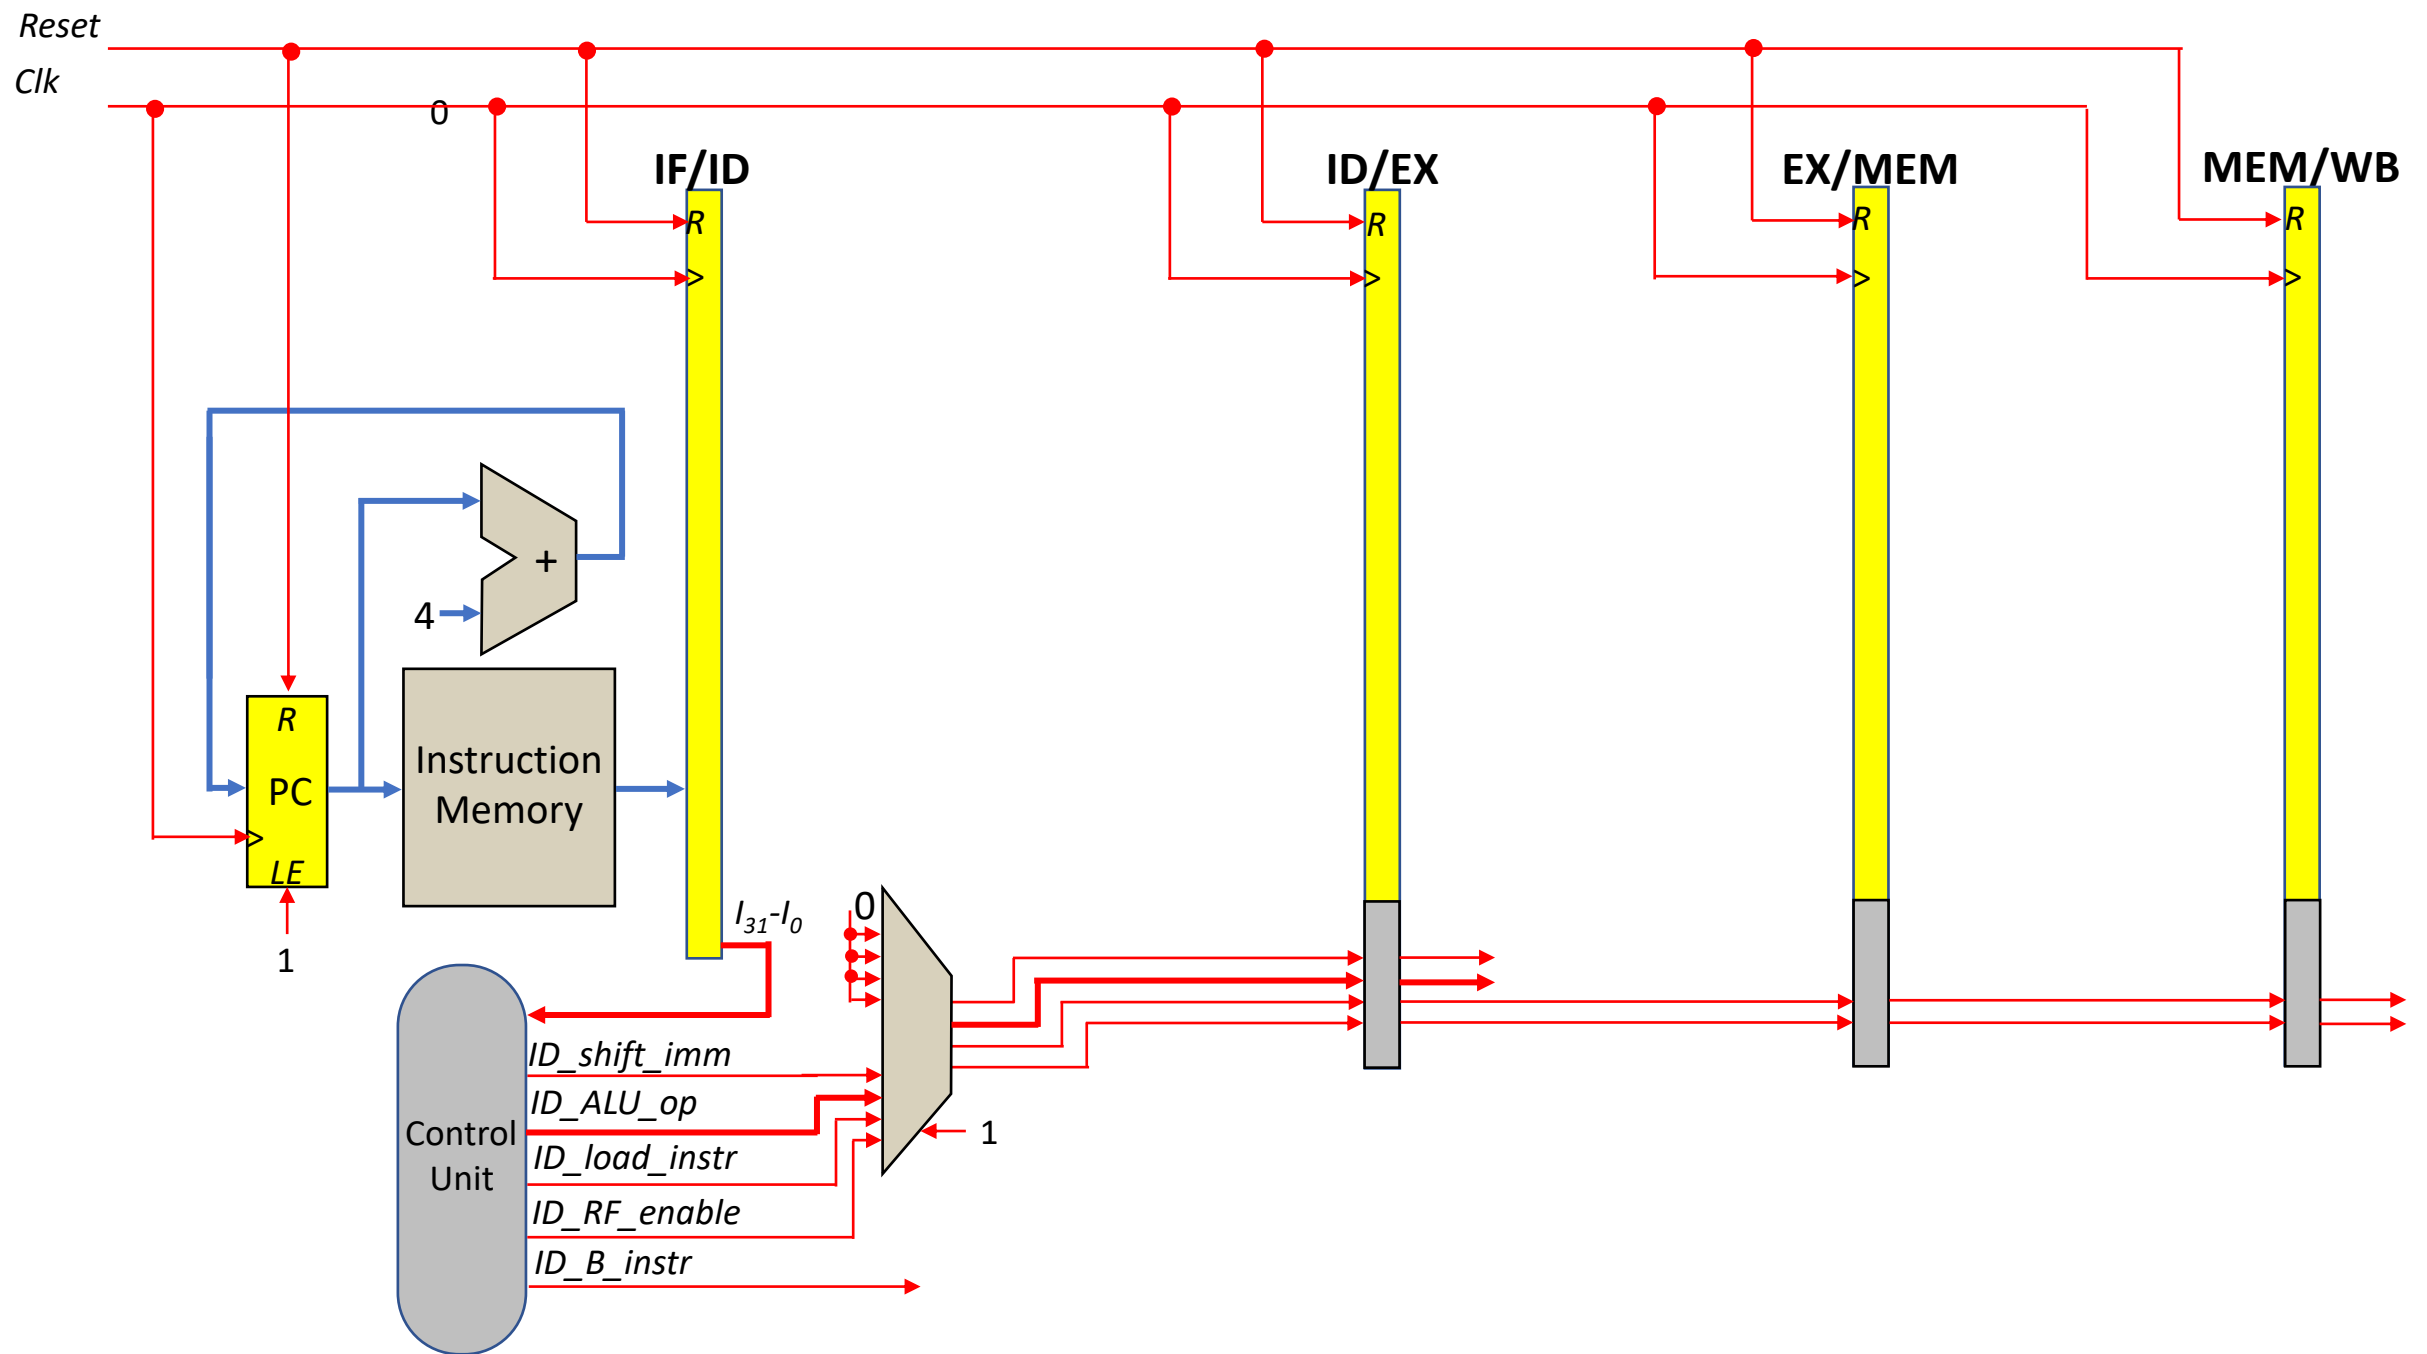 Reset
Clk
0
IF/ID
ID/EX
EX/MEM
MEM/WB
R
R
R
R
>
>
>
>
+
4
R
PC
>
LE
1
Instruction
Memory
I31-I0
0
Control
Unit
ID_shift_imm
ID_ALU_op
ID_load_instr
ID_RF_enable
ID_B_instr
1